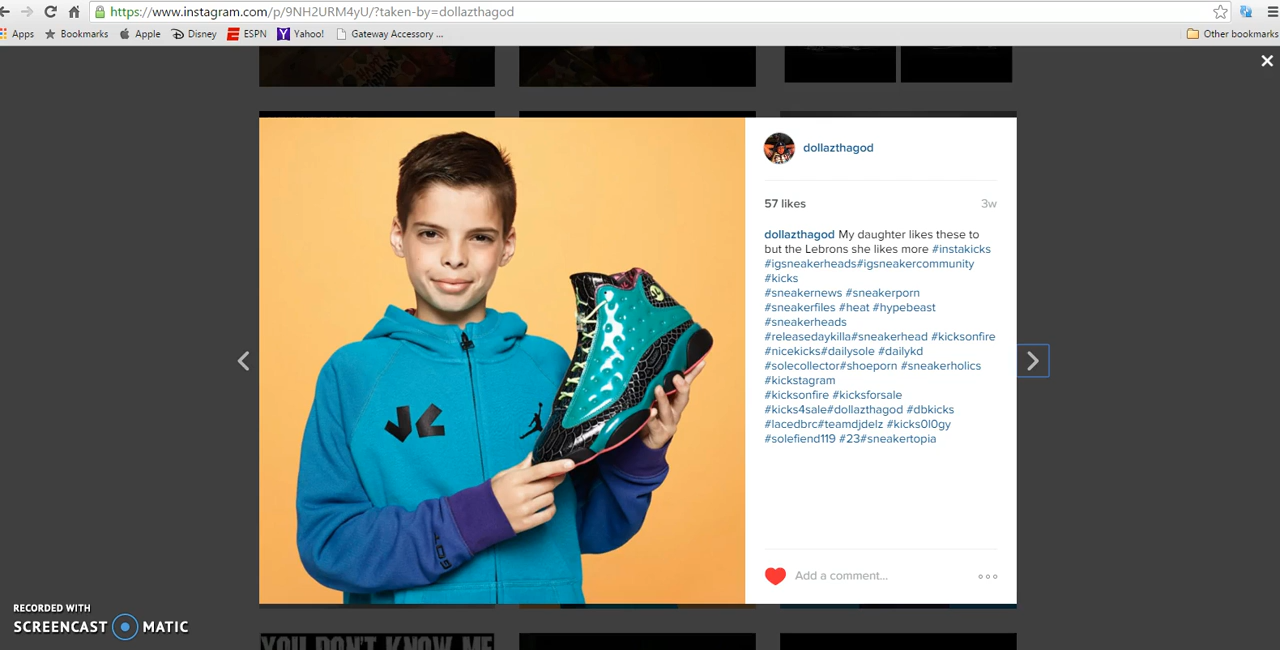 https://www.instagram.com/p/9NH2URM4yU/?taken-by=dollazthagod
Apps Bookmarks Apple Disney ESPN Yahoo! Gateway Accessory ... Other bookmarks
dollazthagod
57 likes 3w
dollazthagod My daughter likes these to
but the Lebrons she likes more #instakicks
#igsneakerheads#igsneakercommunity
#kicks
#sneakernews #sneakerporn
#sneakerfiles #heat #hypebeast
#sneakerheads
#releasedaykilla#sneakerhead #kicksonfire
#nicekicks#dailysole #dailykd
#solecollector#shoeporn #sneakerholics
#kickstagram
#kicksonfire #kicksforsale
#kicks4sale#dollazthagod #dbkicks
#lacedbrc#teamdjdelz #kicks0l0gy
#solefiend119 #23#sneakertopia
Add a comment...
RECORDED WITH
SCREENCAST MATIC
YOU DON'T KNOW ME